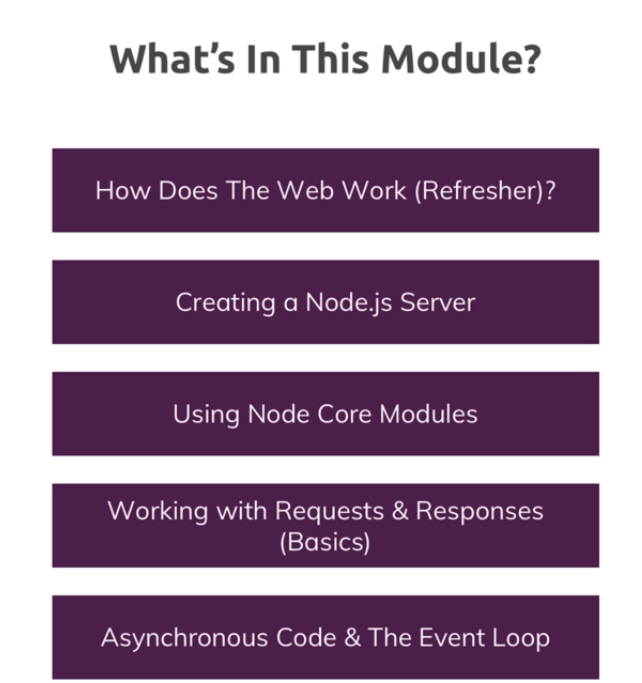 What’s In This Module?
How Does The Web Work (Refresher)?
Creating a Node.js Server
Using Node Core Modules
Working with Requests & Responses
(Basics)
Asynchronous Code & The Event Loop